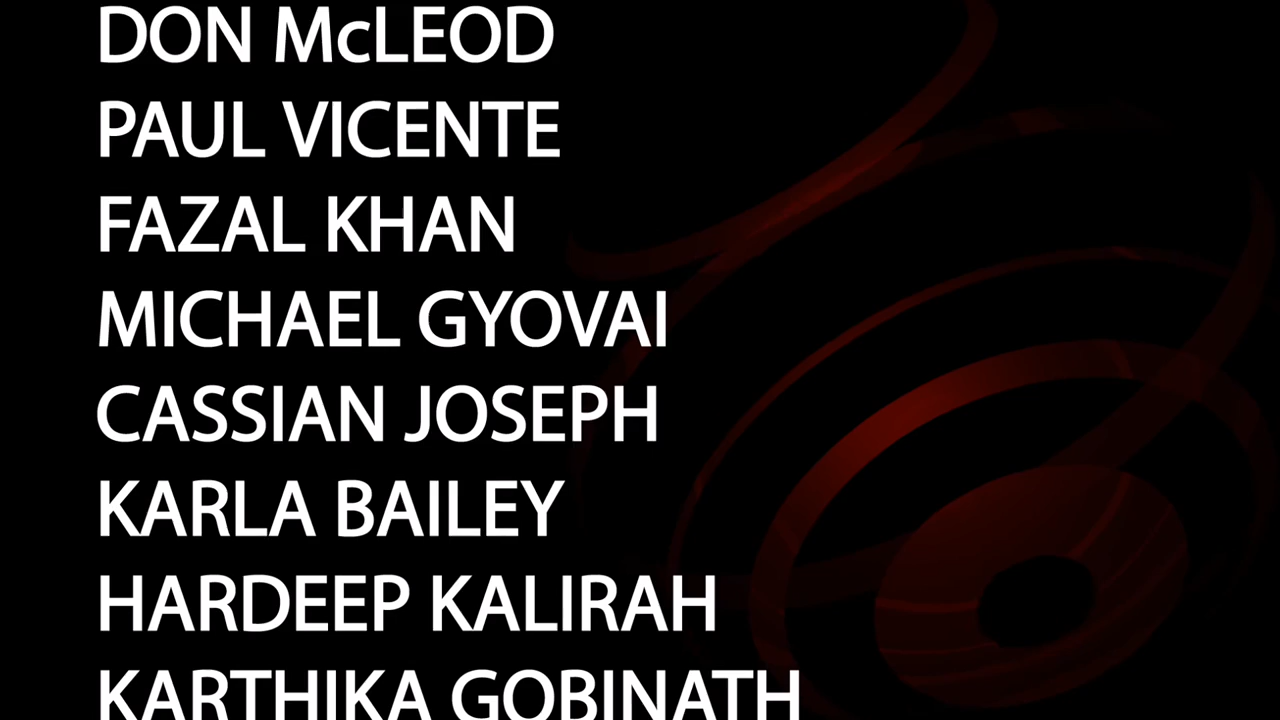 DON McLEOD
PAUL VICENTE
FAZAL KHAN
MICHAEL GYOVAI
CASSIAN JOSEPH
KARLA BAILEY
HARDEEP KALIRAH
KARTHIKA GOBINATH